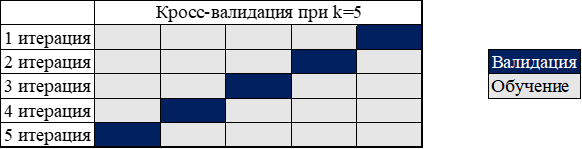 Кросс-валидация при k=5
1 итерация
2 итерация
3 итерация
4 итерация
5 итерация
Валидация
Обучение